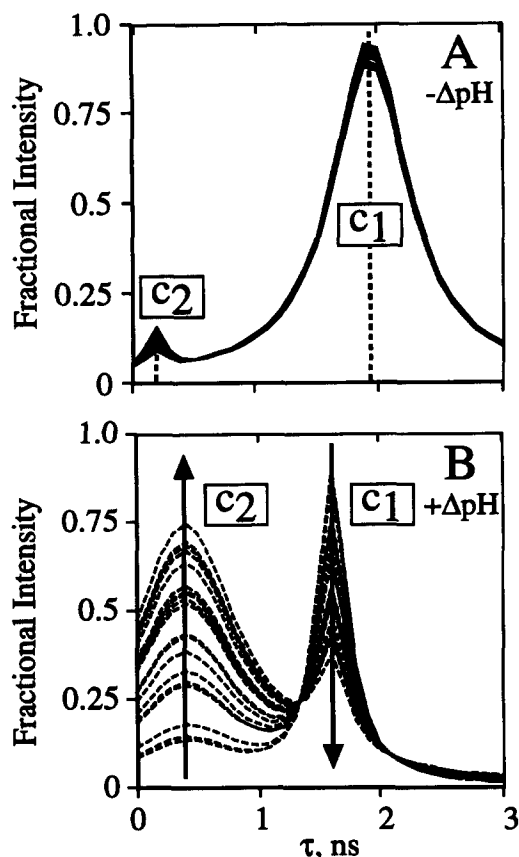 1.0
0.75
0.5
0.25
0
Fractional Intensity
A
-ΔpH
c1
c2
1.0
0.75
0.5
0.25
0
Fractional Intensity
B
+ΔpH
c2
c1
0
1
2
3
τ, ns